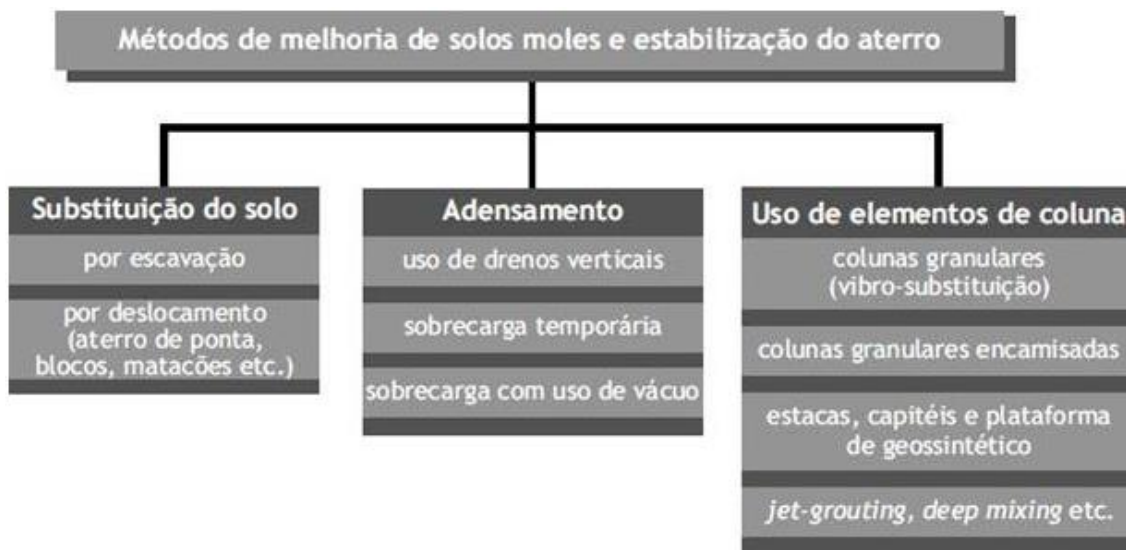 Métodos de melhoria de solos moles e estabilização do aterro
Substituição do solo
por escavação
por deslocamento
(aterro de ponta,
blocos, matacões etc.)
Adensamento
uso de drenos verticais
sobrecarga temporária
sobrecarga com uso de vácuo
Uso de elementos de coluna
colunas granulares
(vibro-substituição)
colunas granulares encamisadas
estacas, capitéis e plataforma
de geossintético
jet-grouting, deep mixing etc.